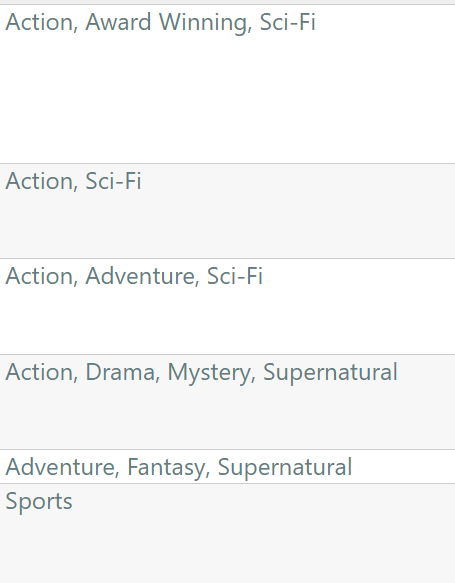 Action, Award Winning, Sci-Fi
Action, Sci-Fi
Action, Adventure, Sci-Fi
Action, Drama, Mystery, Supernatural
Adventure, Fantasy, Supernatural
Sports